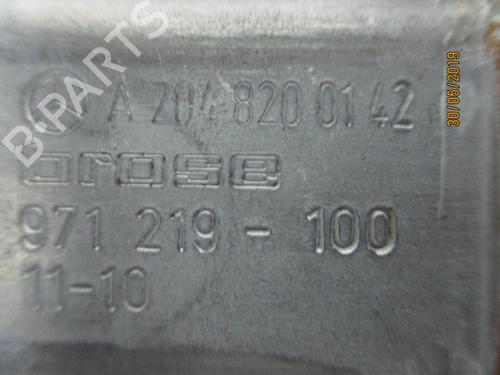 A 204 820 01 42
brose
971 219 - 100
11-10
B-PARTS
30/05/2019